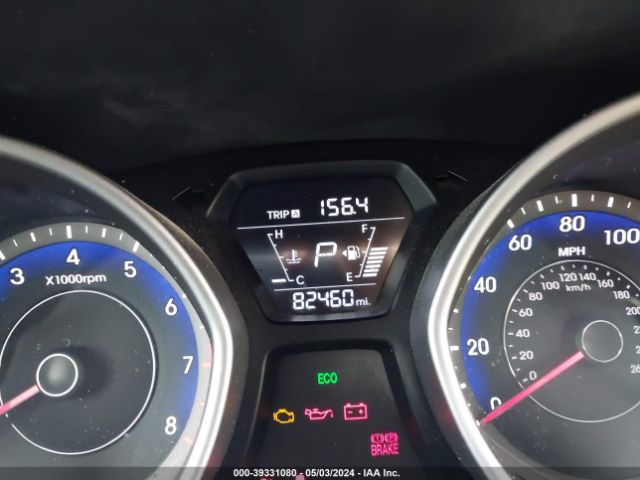 TRIP A 156.4
H F
P
C E
82460 mi.
3 4 5 6 7 8
X1000rpm
0 20 40 60 80 100
MPH
0 20 40 60 80 100 120 140 160 180 200
km/h
ECO
BRAKE
000-39331080 - 05/03/2024 - IAA Inc.